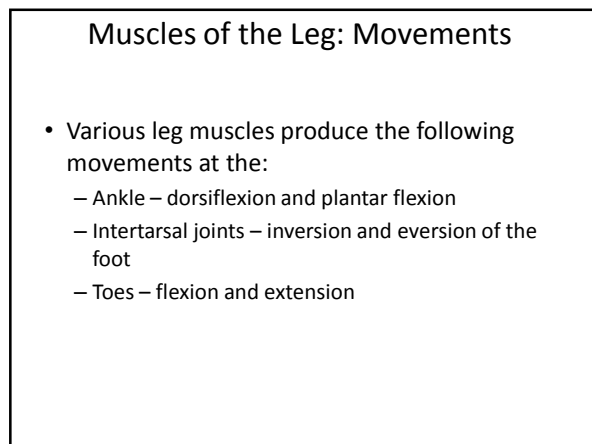 Muscles of the Leg: Movements
• Various leg muscles produce the following
movements at the:
– Ankle – dorsiflexion and plantar flexion
– Intertarsal joints – inversion and eversion of the
foot
– Toes – flexion and extension